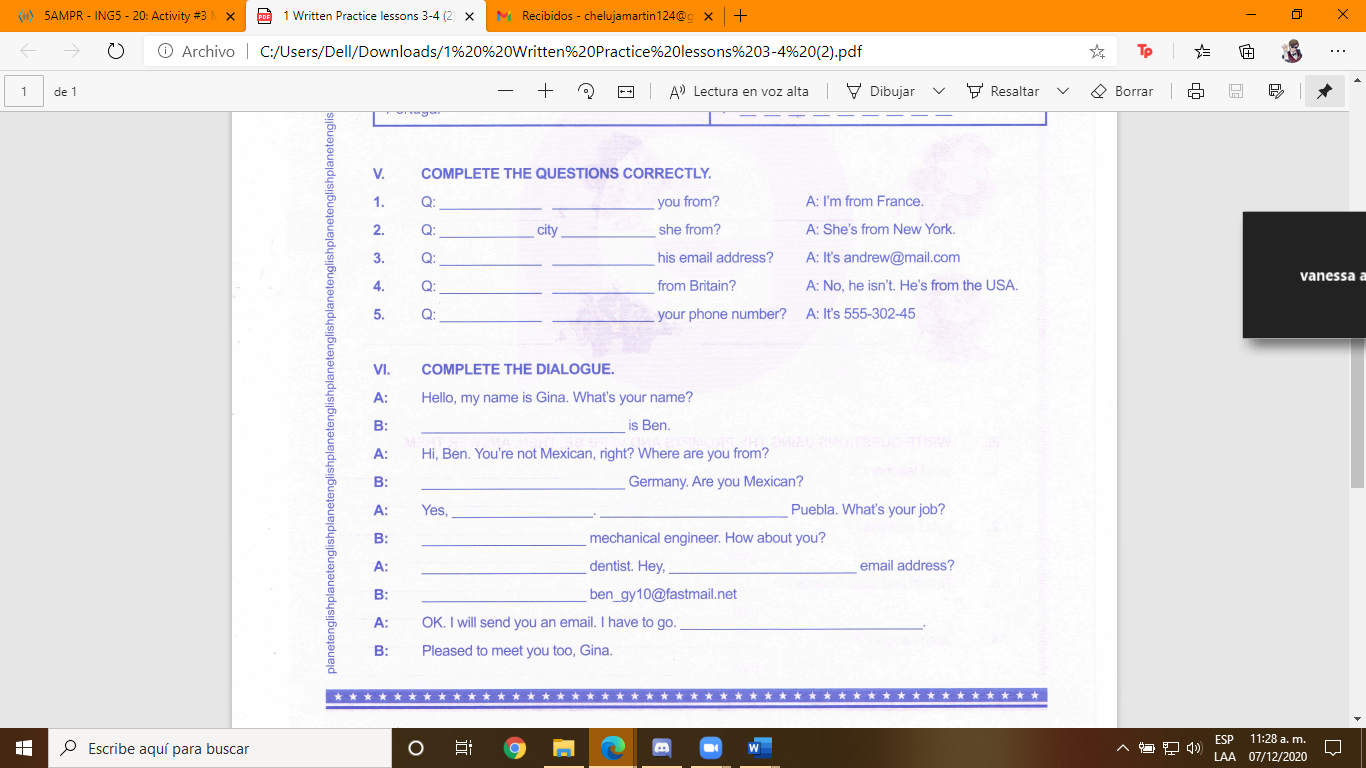 5AMPR - ING5 - 20: Activity #3 M
1 Written Practice lessons 3-4 (2)
Recibidos - chelujamartin124@g
Archivo
C:/Users/Dell/Downloads/1%20%20Written%20Practice%20lessons%203-4%20(2).pdf
1 de 1
Lectura en voz alta
Dibujar
Resaltar
Borrar
V. COMPLETE THE QUESTIONS CORRECTLY.
1. Q: ____________ ____________ you from? A: I'm from France.
2. Q: ___________ city ___________ she from? A: She's from New York.
3. Q: ____________ ____________ his email address? A: It's andrew@mail.com
4. Q: ____________ ____________ from Britain? A: No, he isn't. He's from the USA.
5. Q: ____________ ____________ your phone number? A: It's 555-302-45
VI. COMPLETE THE DIALOGUE.
A: Hello, my name is Gina. What's your name?
B: ________________________ is Ben.
A: Hi, Ben. You're not Mexican, right? Where are you from?
B: ________________________ Germany. Are you Mexican?
A: Yes, _________________. ______________________ Puebla. What's your job?
B: ____________________ mechanical engineer. How about you?
A: ____________________ dentist. Hey, ______________________ email address?
B: ____________________ ben_gy10@fastmail.net
A: OK. I will send you an email. I have to go. _____________________________.
B: Pleased to meet you too, Gina.
planetenglishplanetenglishplanetenglishplanetenglishplanetenglishplanetenglishplanetenglish
vanessa a
Escribe aquí para buscar
ESP
LAA
11:28 a. m.
07/12/2020